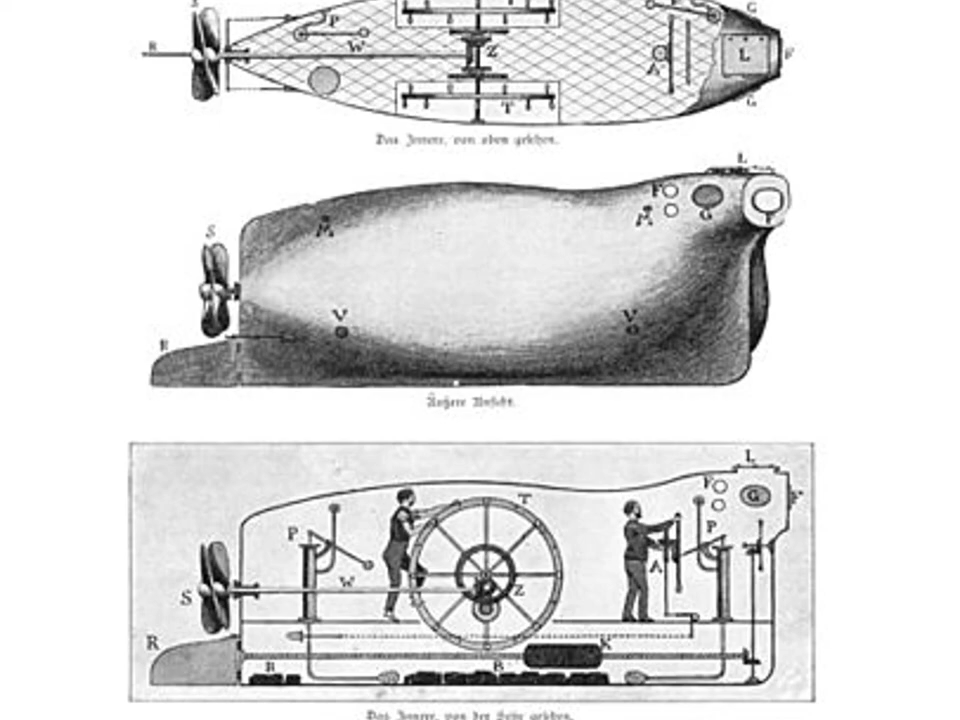 S
P
R
W
Z
A
L
F
G
G
T
Das Innere, von oben gesehen.
L
F
M
M
G
F
S
V
V
R
Äußere Ansicht.
L
F
G
F
T
P
P
A
W
Z
S
R
K
B
B
Das Innere, von der Seite gesehen.